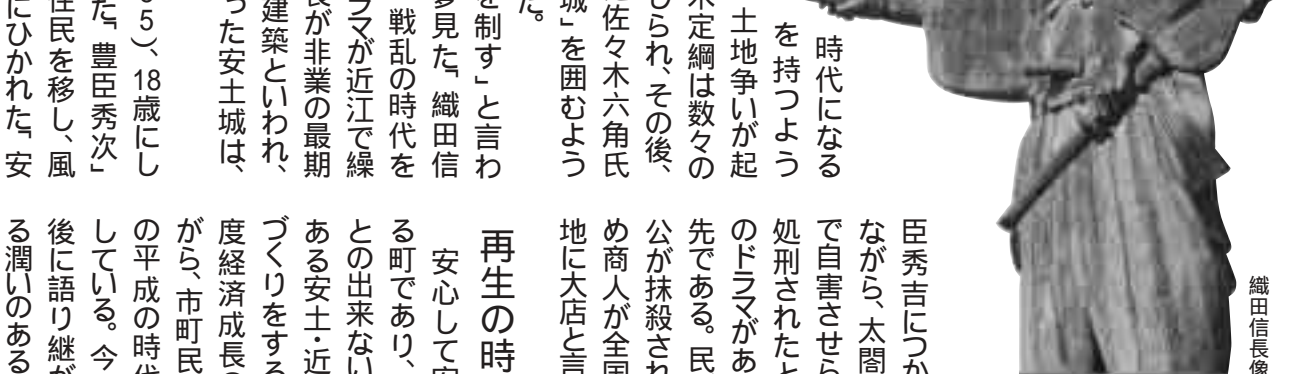 時代になる
を持つよう
土地争いが起
木定綱は数々の
びられ、その後、
佐々木六角氏
城」を囲むよう
た。
を制す」と言わ
夢見た〝織田信
戦乱の時代を
ラマが近江で繰
長が非業の最期
建築といわれ、
った安土城は、
５）、18歳にし
た〝豊臣秀次〟
住民を移し、風
にひかれた〝安
臣秀吉につか
ながら、太閤
で自害させら
処刑されたと
のドラマがあ
先である。民
公が抹殺され
め商人が全国
地に大店と言
再生の時
安心して安
る町であり、
との出来ない
ある安土・近
づくりをする
度経済成長の
がら、市町民
の平成の時代
している。今
後に語り継が
る潤いのある
織田信長像